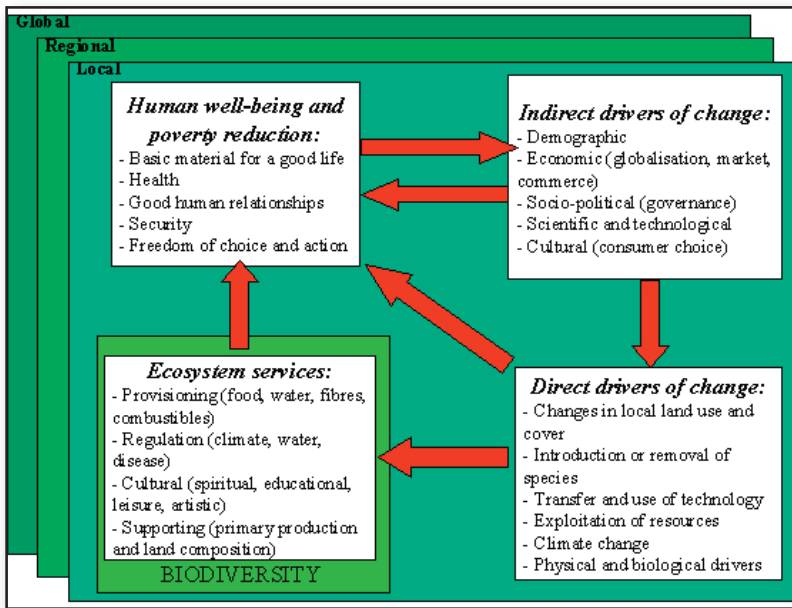 Global
Regional
Local
Human well-being and
poverty reduction:
- Basic material for a good life
- Health
- Good human relationships
- Security
- Freedom of choice and action
Indirect drivers of change:
- Demographic
- Economic (globalisation, market,
commerce)
- Socio-political (governance)
- Scientific and technological
- Cultural (consumer choice)
Ecosystem services:
- Provisioning (food, water, fibres,
combustibles)
- Regulation (climate, water,
disease)
- Cultural (spiritual, educational,
leisure, artistic)
- Supporting (primary production
and land composition)
BIODIVERSITY
Direct drivers of change:
- Changes in local land use and
cover
- Introduction or removal of
species
- Transfer and use of technology
- Exploitation of resources
- Climate change
- Physical and biological drivers